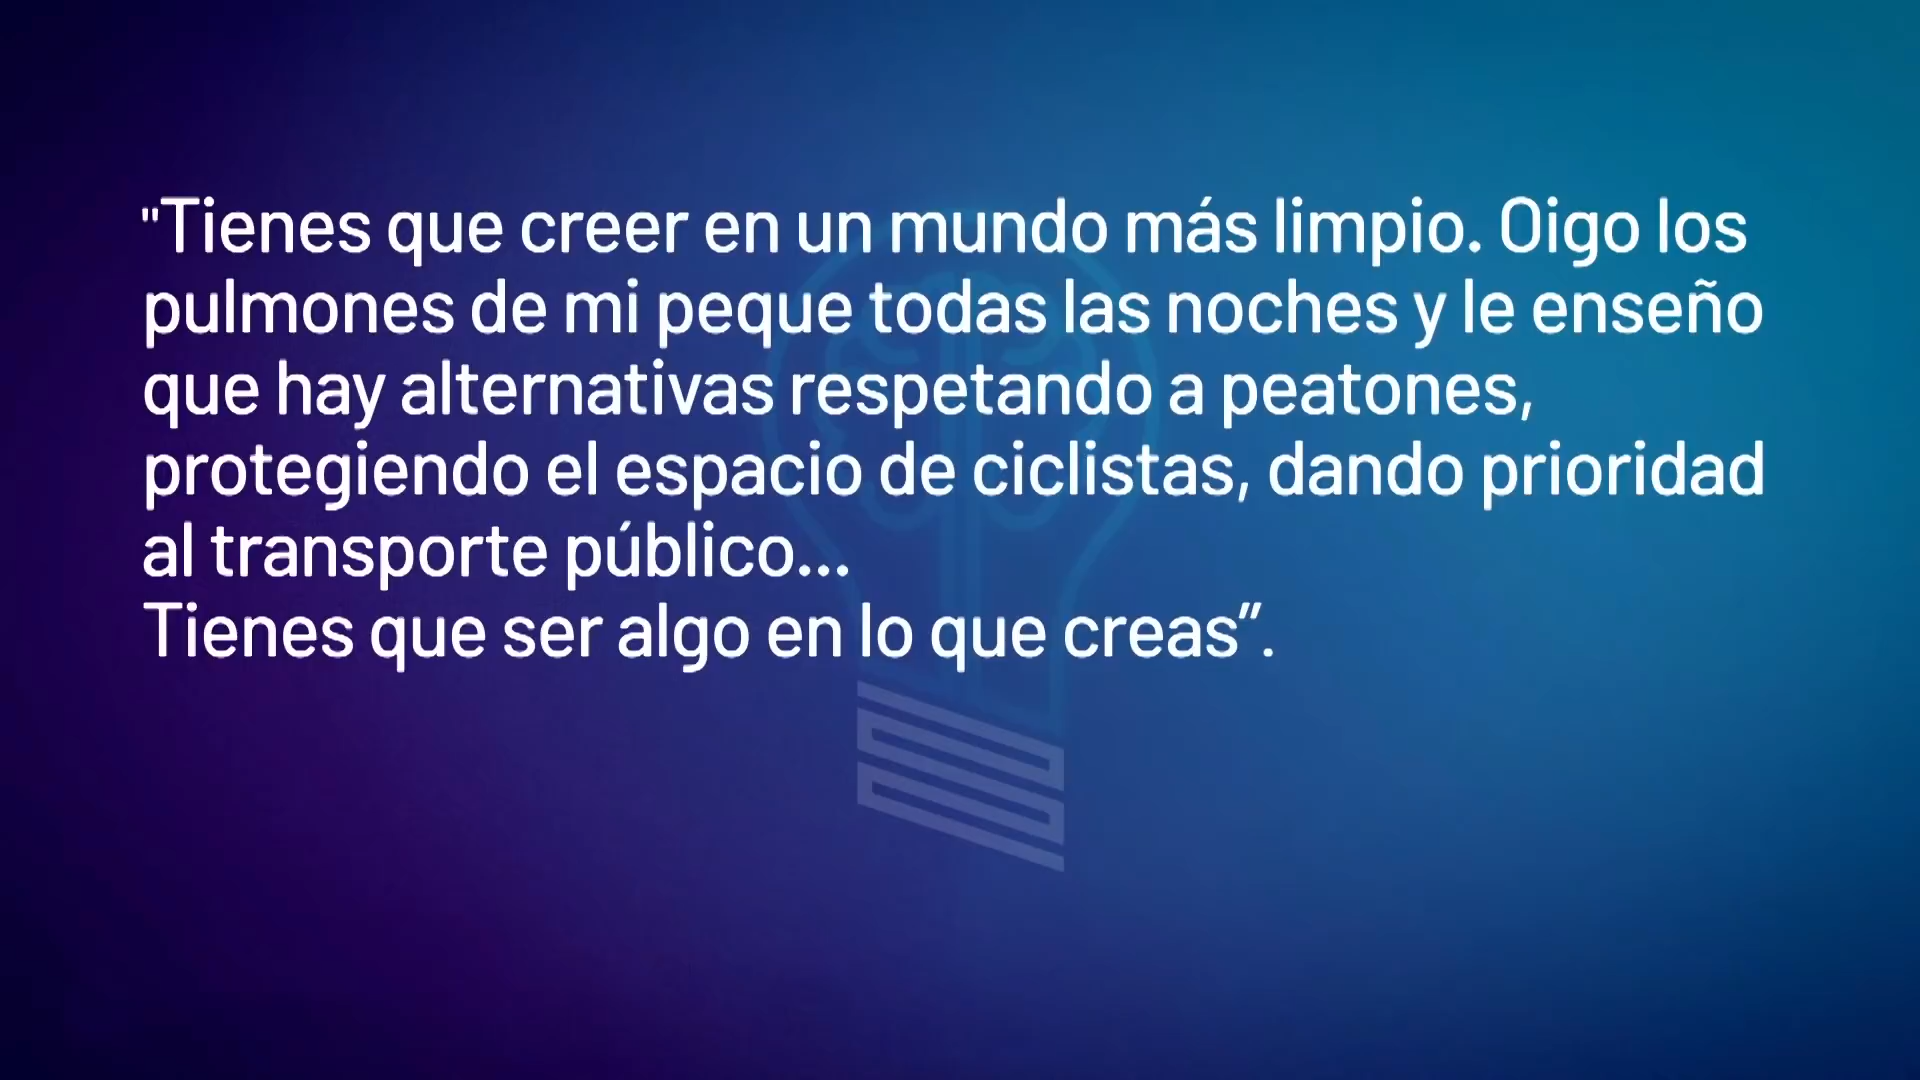 "Tienes que creer en un mundo más limpio. Oigo los
pulmones de mi peque todas las noches y le enseño
que hay alternativas respetando a peatones,
protegiendo el espacio de ciclistas, dando prioridad
al transporte público...
Tienes que ser algo en lo que creas”.